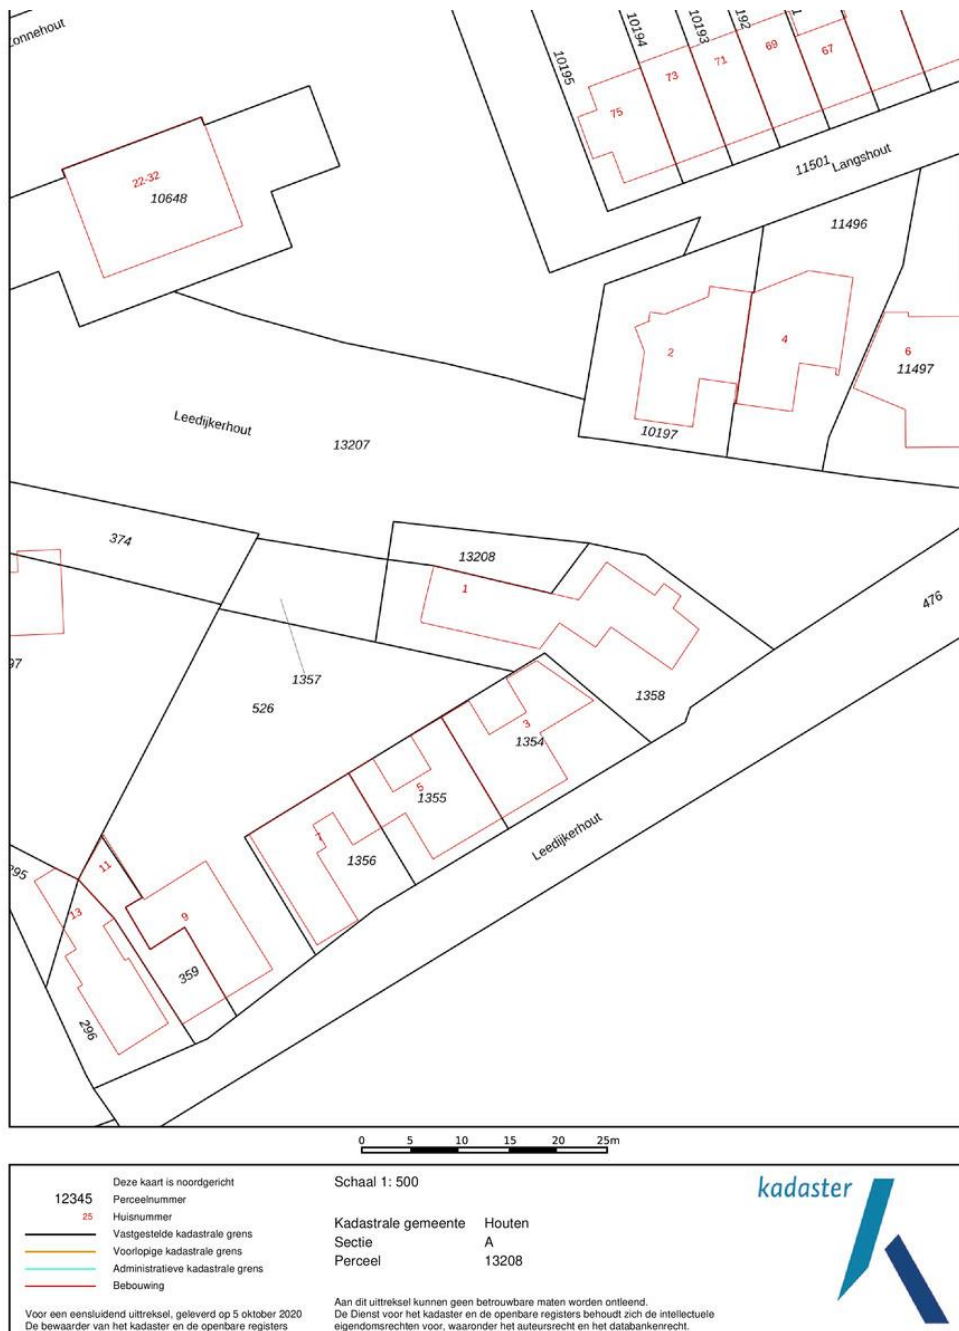 onnehout
10195
10194
10193
192
75
73
71
69
67
11501
Langshout
22-32
10648
11496
2
4
6
11497
10197
Leedijkerhout
13207
374
13208
1
476
97
1357
526
1358
3
1354
5
1355
7
1356
Leedijkerhout
295
11
13
9
359
296
0 5 10 15 20 25m
Deze kaart is noordgericht
12345 Perceelnummer
25 Huisnummer
Vastgestelde kadastrale grens
Voorlopige kadastrale grens
Administratieve kadastrale grens
Bebouwing
Voor een eensluidend uittreksel, geleverd op 5 oktober 2020
De bewaarder van het kadaster en de openbare registers
Schaal 1: 500
Kadastrale gemeente Houten
Sectie A
Perceel 13208
Aan dit uittreksel kunnen geen betrouwbare maten worden ontleend.
De Dienst voor het kadaster en de openbare registers behoudt zich de intellectuele
eigendomsrechten voor, waaronder het auteursrecht en het databankenrecht.
kadaster